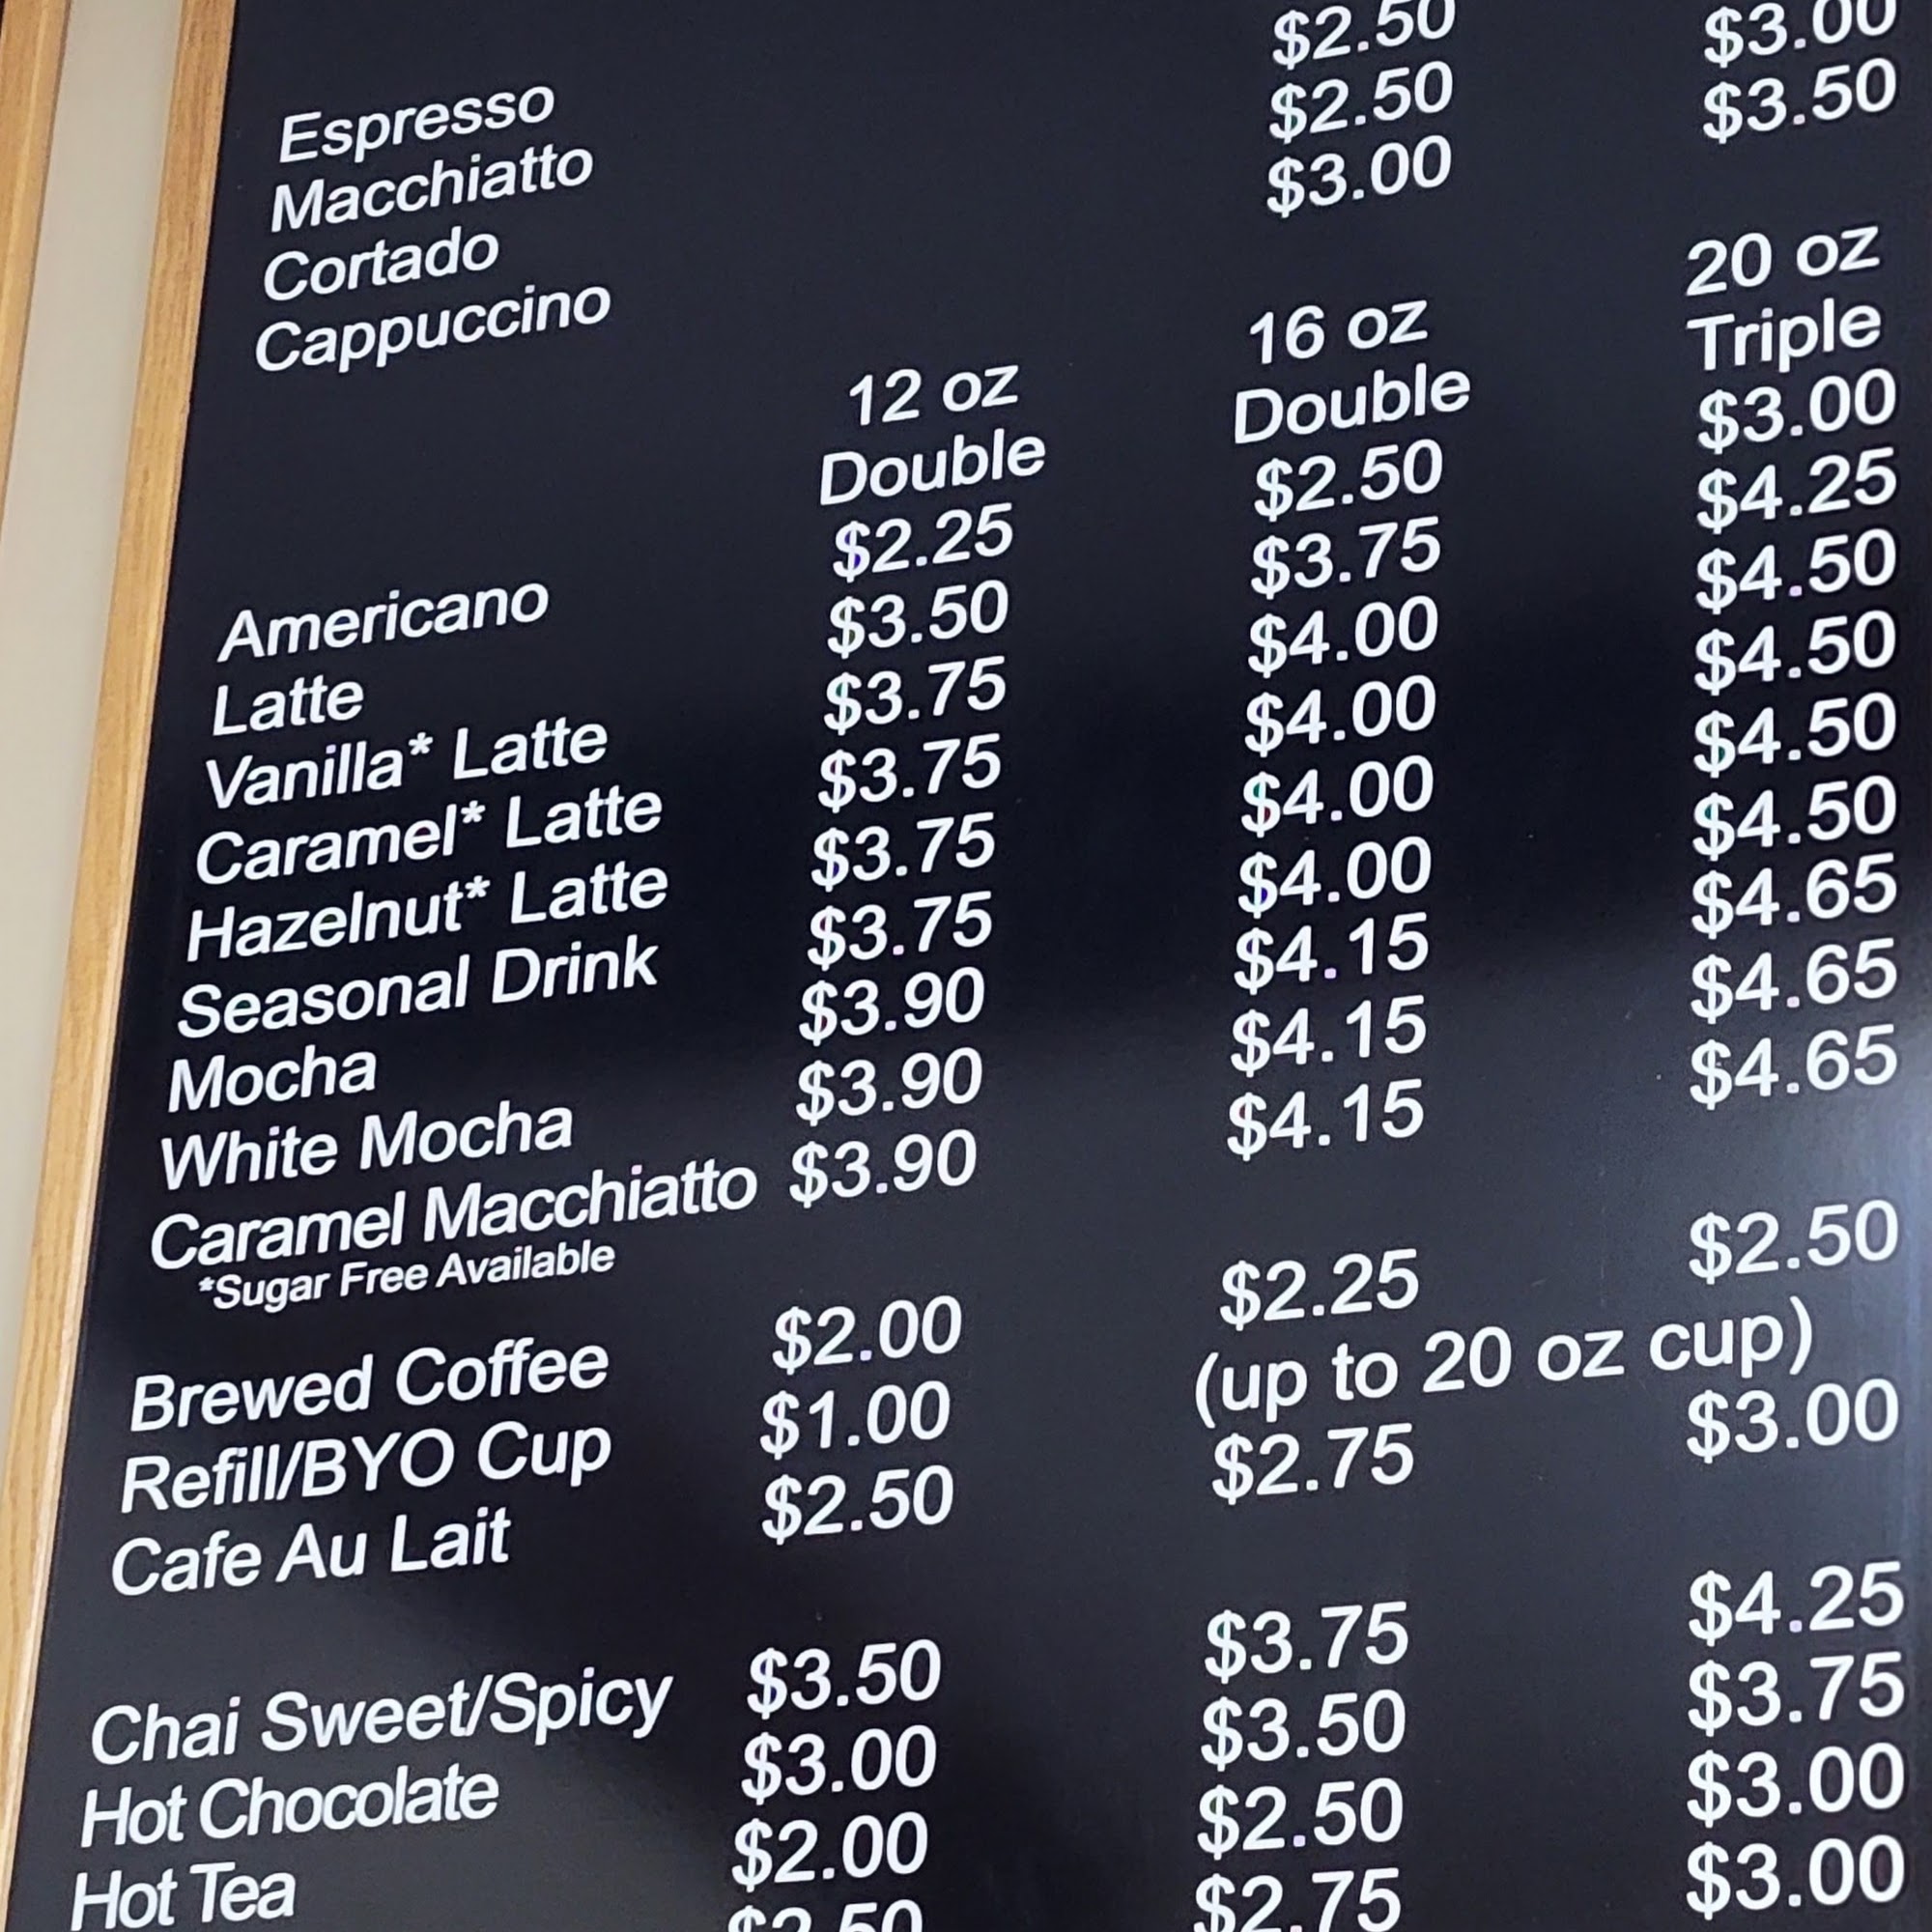 Espresso
Macchiatto $2.50
Cortado $2.50 $3.00
Cappuccino $3.00 $3.50
12 oz 16 oz 20 oz
Double Double Triple
Americano $2.25 $2.50 $3.00
Latte $3.50 $3.75 $4.25
Vanilla* Latte $3.75 $4.00 $4.50
Caramel* Latte $3.75 $4.00 $4.50
Hazelnut* Latte $3.75 $4.00 $4.50
Seasonal Drink $3.75 $4.00 $4.50
Mocha $3.90 $4.15 $4.65
White Mocha $3.90 $4.15 $4.65
Caramel Macchiatto $3.90 $4.15 $4.65
*Sugar Free Available
Brewed Coffee $2.00 $2.25 $2.50
Refill/BYO Cup $1.00 (up to 20 oz cup)
Cafe Au Lait $2.50 $2.75 $3.00
Chai Sweet/Spicy $3.50 $3.75 $4.25
Hot Chocolate $3.00 $3.50 $3.75
Hot Tea $2.00 $2.50 $3.00
$2.50 $2.75 $3.00